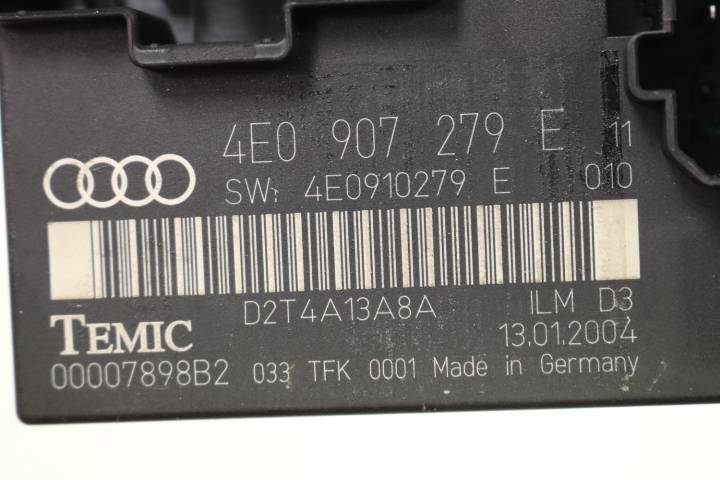 4E0 907 279 E 11
SW: 4E0910279 E 010
D2T4A13A8A ILM D3
TEMIC 13.01.2004
00007898B2 033 TFK 0001 Made in Germany